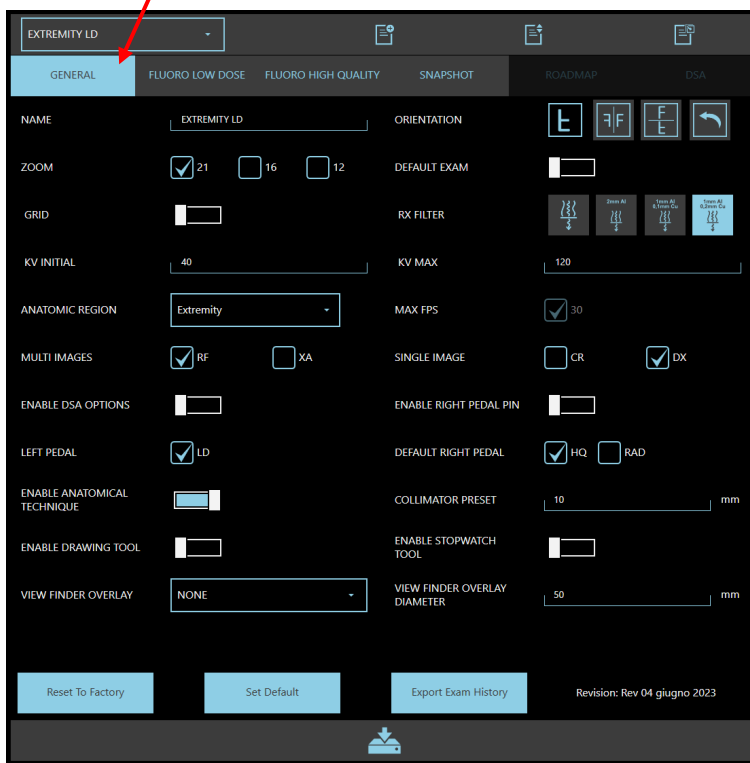 EXTREMITY LD
GENERAL FLUORO LOW DOSE FLUORO HIGH QUALITY SNAPSHOT ROADMAP DSA
NAME EXTREMITY LD ORIENTATION
ZOOM 21 16 12 DEFAULT EXAM
GRID RX FILTER 2mm Al 1mm Al 0,1mm Cu 1mm Al 0,2mm Cu
KV INITIAL 40 KV MAX 120
ANATOMIC REGION Extremity MAX FPS 30
MULTI IMAGES RF XA SINGLE IMAGE CR DX
ENABLE DSA OPTIONS ENABLE RIGHT PEDAL PIN
LEFT PEDAL LD DEFAULT RIGHT PEDAL HQ RAD
ENABLE ANATOMICAL TECHNIQUE COLLIMATOR PRESET 10 mm
ENABLE DRAWING TOOL ENABLE STOPWATCH TOOL
VIEW FINDER OVERLAY NONE VIEW FINDER OVERLAY DIAMETER 50 mm
Reset To Factory Set Default Export Exam History Revision: Rev 04 giugno 2023